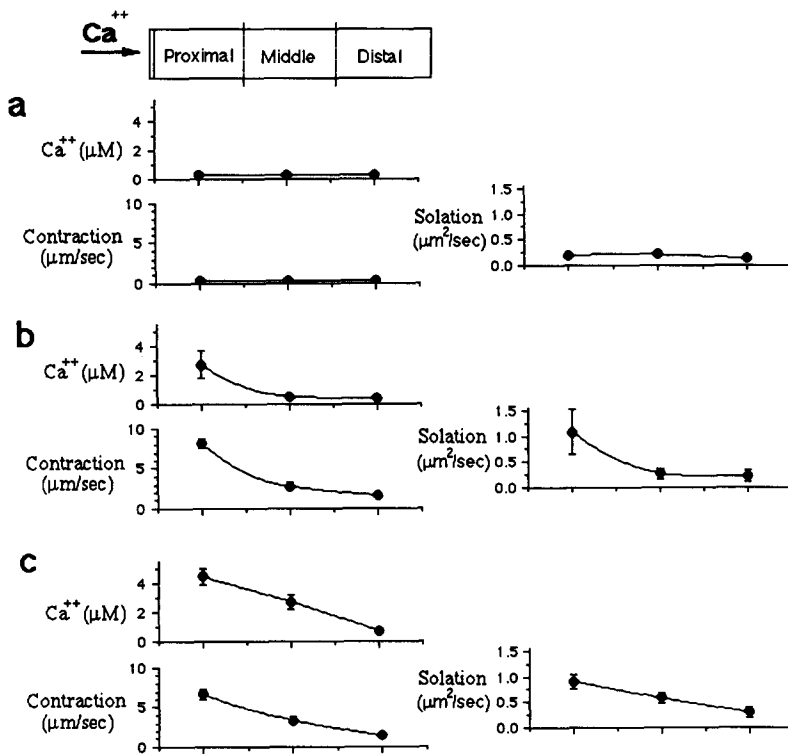 Ca++
Proximal Middle Distal
a
Ca++ (μM)
4
2
0
Contraction
(μm/sec)
10
5
0
Solation
(μm²/sec)
1.5
1.0
0.5
0.0
b
Ca++ (μM)
4
2
0
Contraction
(μm/sec)
10
5
0
Solation
(μm²/sec)
1.5
1.0
0.5
0.0
c
Ca++ (μM)
4
2
0
Contraction
(μm/sec)
10
5
0
Solation
(μm²/sec)
1.5
1.0
0.5
0.0